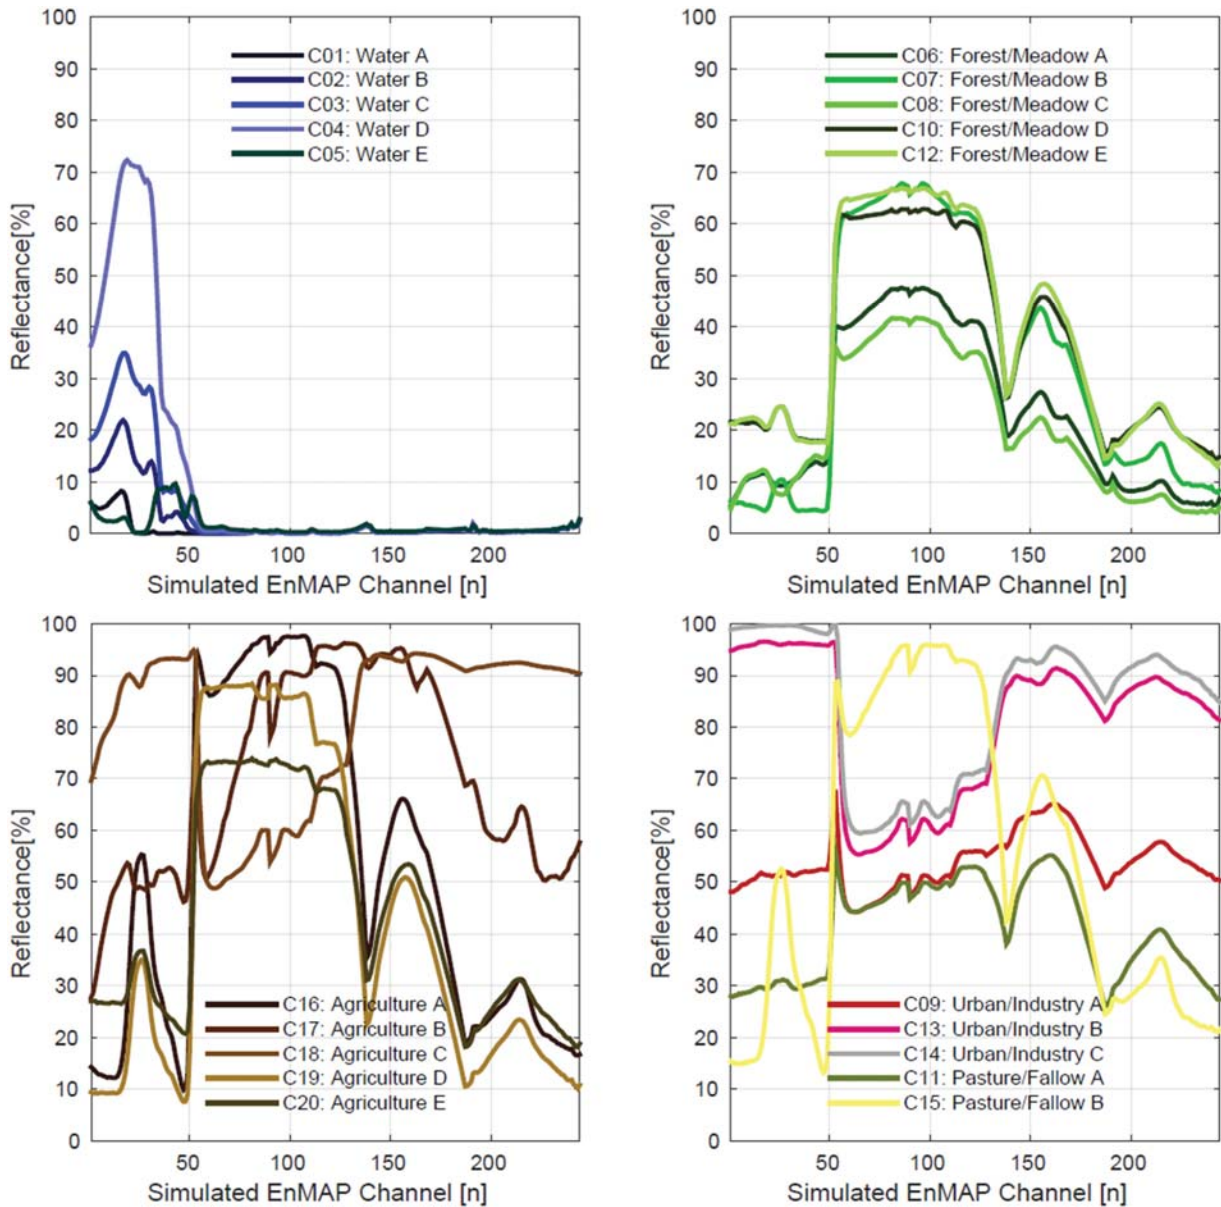 100
90
80
70
60
50
40
30
20
10
0
Reflectance[%]
C01: Water A
C02: Water B
C03: Water C
C04: Water D
C05: Water E
50 100 150 200
Simulated EnMAP Channel [n]
100
90
80
70
60
50
40
30
20
10
0
Reflectance[%]
C06: Forest/Meadow A
C07: Forest/Meadow B
C08: Forest/Meadow C
C10: Forest/Meadow D
C12: Forest/Meadow E
50 100 150 200
Simulated EnMAP Channel [n]
100
90
80
70
60
50
40
30
20
10
0
Reflectance[%]
C16: Agriculture A
C17: Agriculture B
C18: Agriculture C
C19: Agriculture D
C20: Agriculture E
50 100 150 200
Simulated EnMAP Channel [n]
100
90
80
70
60
50
40
30
20
10
0
Reflectance[%]
C09: Urban/Industry A
C13: Urban/Industry B
C14: Urban/Industry C
C11: Pasture/Fallow A
C15: Pasture/Fallow B
50 100 150 200
Simulated EnMAP Channel [n]